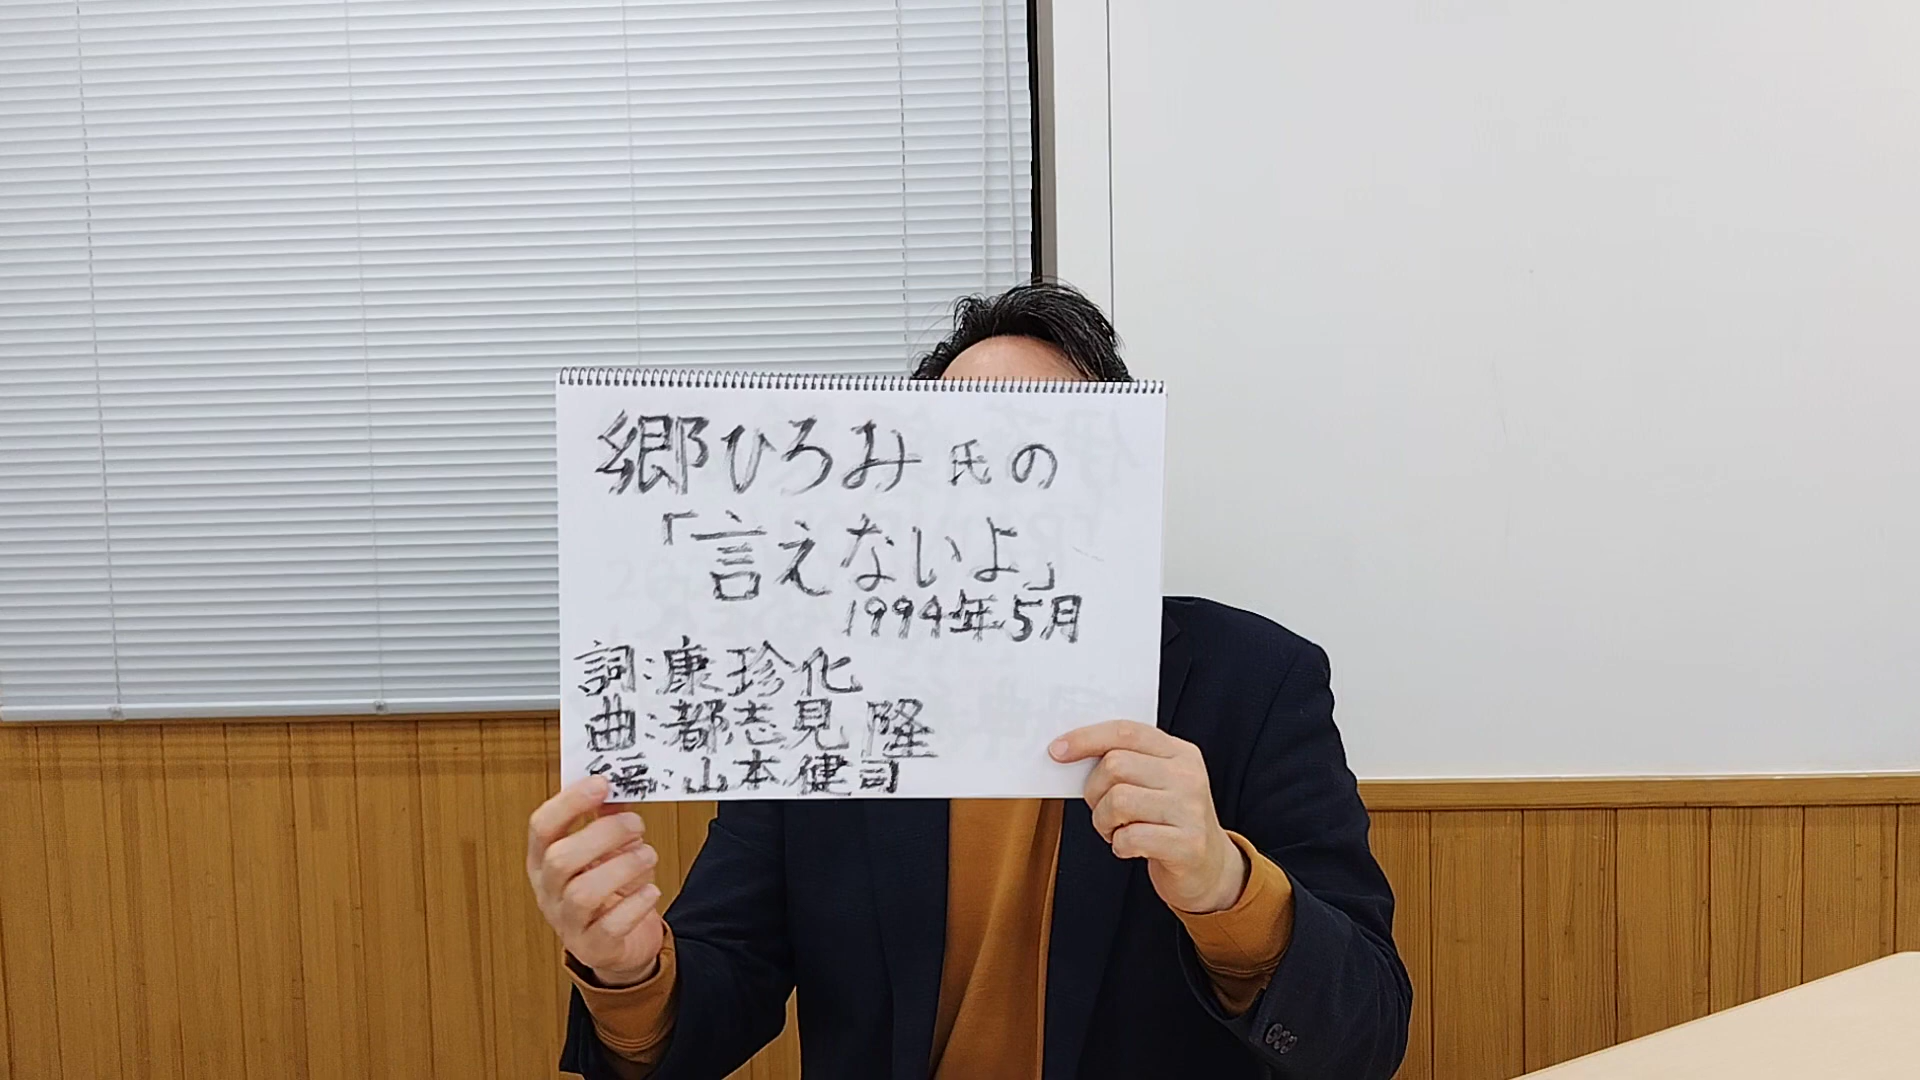 郷ひろみ氏の
「言えないよ」
1994年5月
詞:康珍化
曲:都志見 隆
編:山本健司